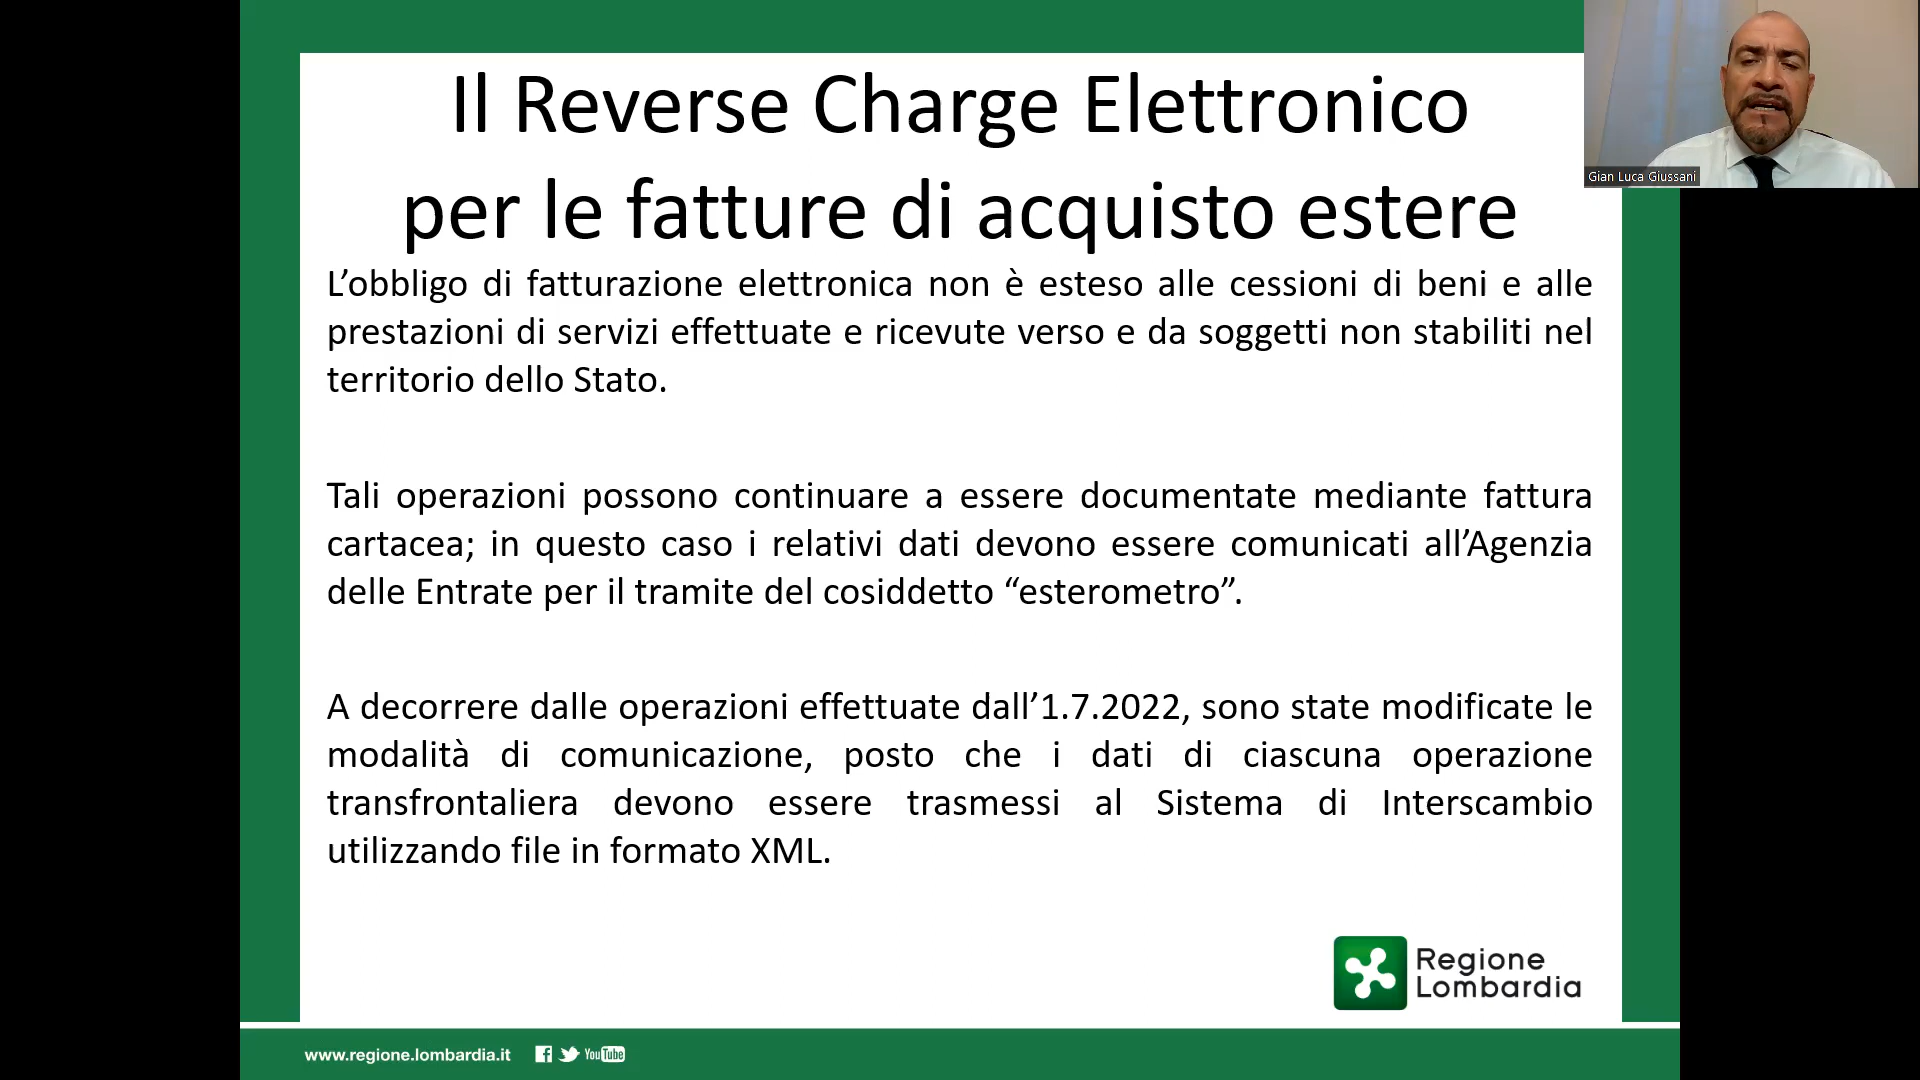 Il Reverse Charge Elettronico
per le fatture di acquisto estere
L’obbligo di fatturazione elettronica non è esteso alle cessioni di beni e alle
prestazioni di servizi effettuate e ricevute verso e da soggetti non stabiliti nel
territorio dello Stato.
Tali operazioni possono continuare a essere documentate mediante fattura
cartacea; in questo caso i relativi dati devono essere comunicati all’Agenzia
delle Entrate per il tramite del cosiddetto “esterometro”.
A decorrere dalle operazioni effettuate dall’1.7.2022, sono state modificate le
modalità di comunicazione, posto che i dati di ciascuna operazione
transfrontaliera devono essere trasmessi al Sistema di Interscambio
utilizzando file in formato XML.
Gian Luca Giussani
Regione
Lombardia
www.regione.lombardia.it
YouTube